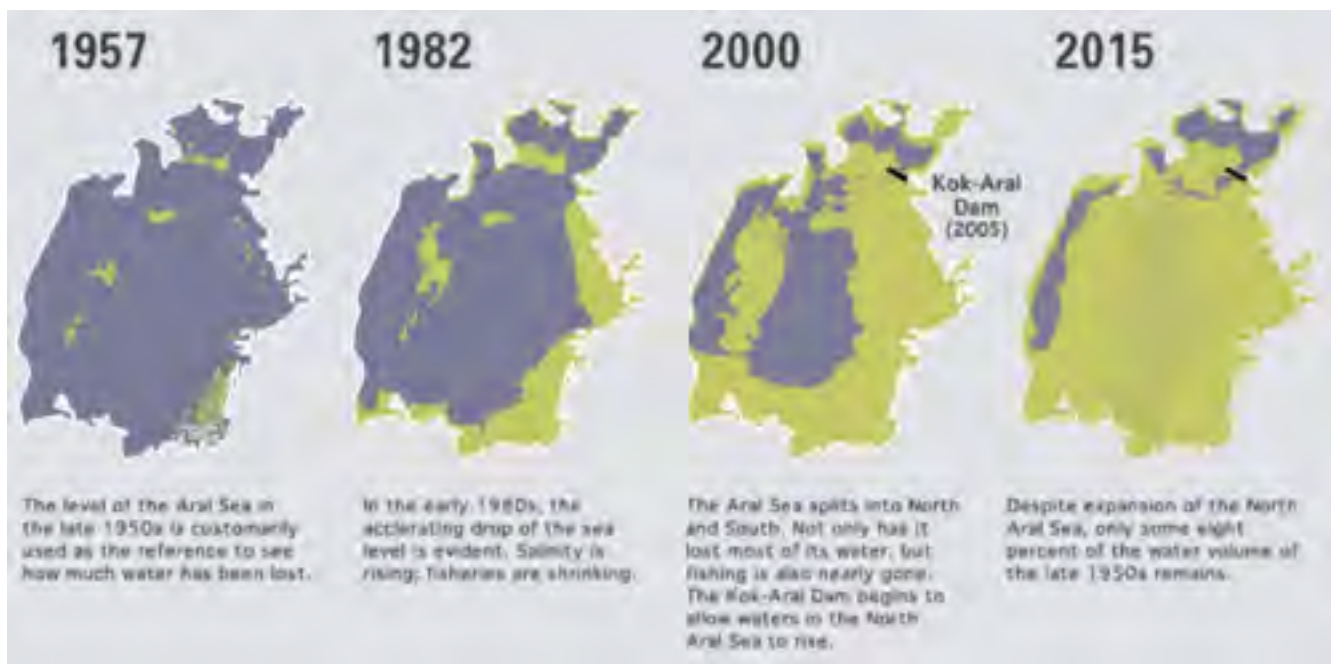 1957
The level of the Aral Sea in
the late 1950s is customarily
used as the reference to see
how much water has been lost.
1982
In the early 1980s, the
acclerating drop of the sea
level is evident. Salinity is
rising; fisheries are shrinking.
2000
Kok-Aral
Dam
(2005)
The Aral Sea splits into North
and South. Not only has it
lost most of its water, but
fishing is also nearly gone.
The Kok-Aral Dam begins to
allow waters in the North
Aral Sea to rise.
2015
Despite expansion of the North
Aral Sea, only some eight
percent of the water volume of
the late 1950s remains.